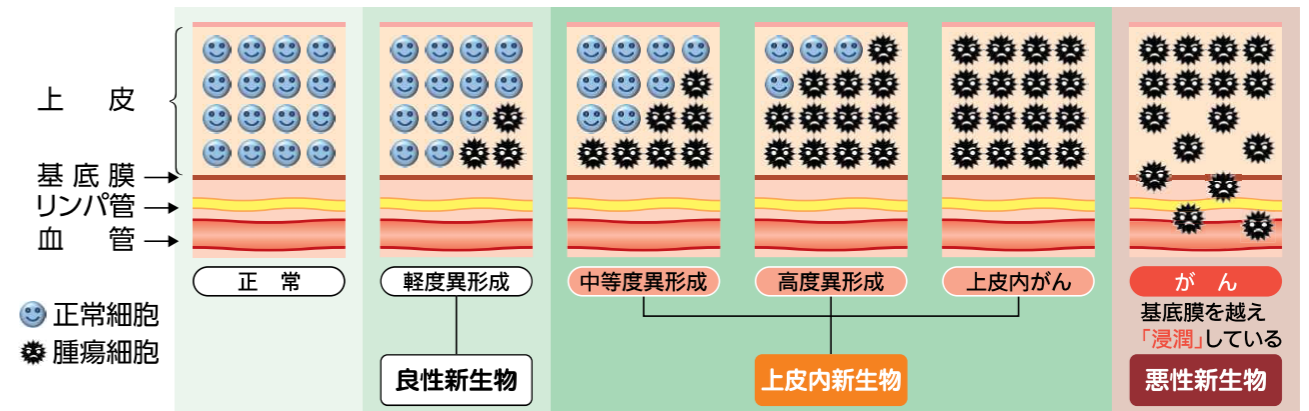 上皮
基底膜
リンパ管
血管
正常細胞
腫瘍細胞
正常
軽度異形成
中等度異形成
高度異形成
上皮内がん
がん
基底膜を越え
「浸潤」している
良性新生物
上皮内新生物
悪性新生物